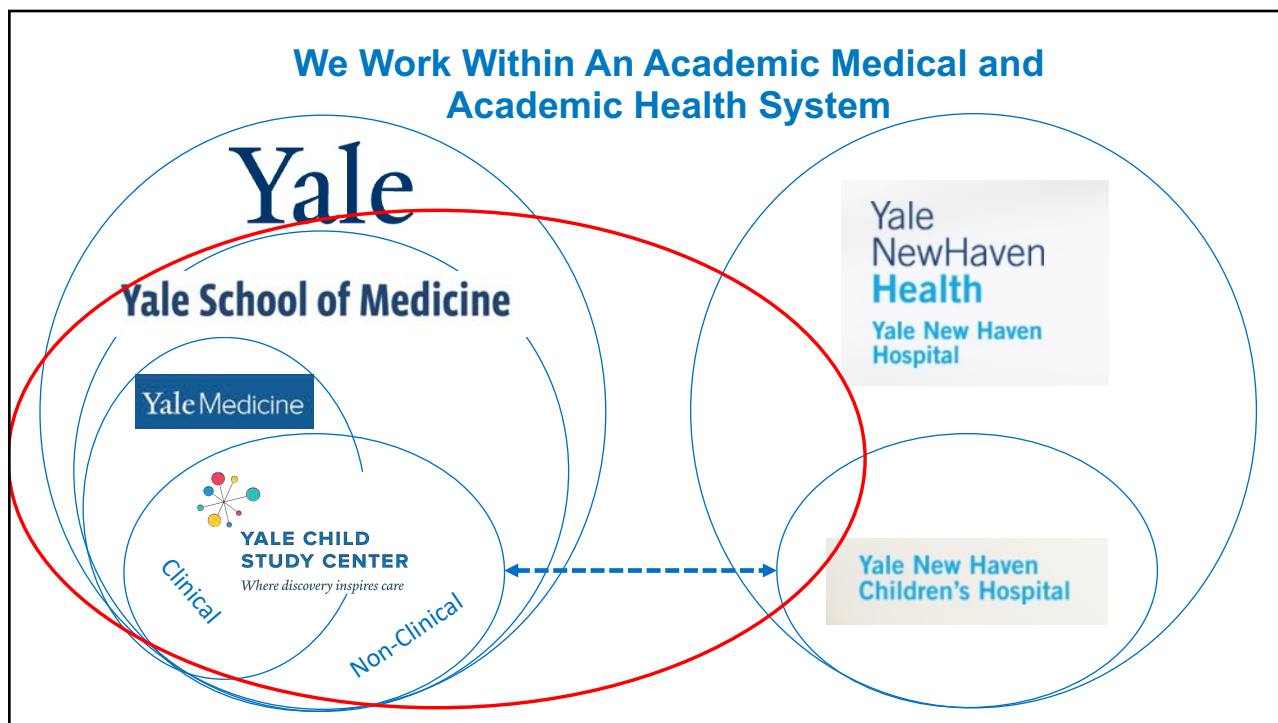 We Work Within An Academic Medical and
Academic Health System
Yale
Yale School of Medicine
Yale Medicine
YALE CHILD
STUDY CENTER
Where discovery inspires care
Clinical
Non-Clinical
Yale
NewHaven
Health
Yale New Haven
Hospital
Yale New Haven
Children's Hospital